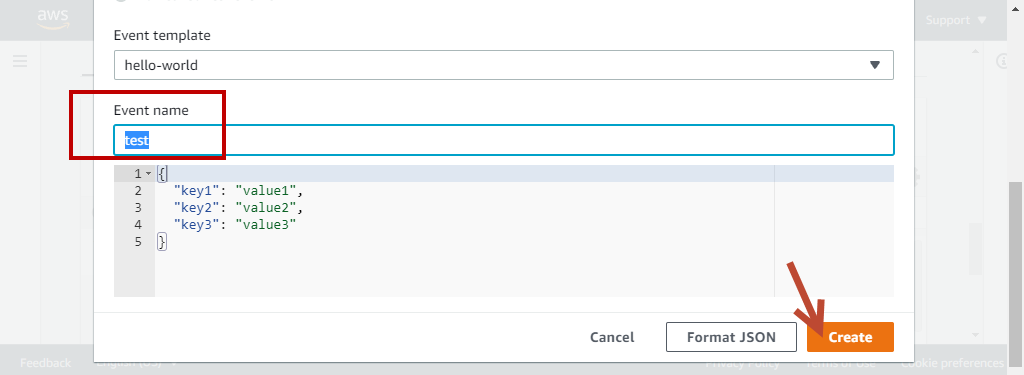 aws
Support
Event template
hello-world
Event name
test
1 {
2 "key1": "value1",
3 "key2": "value2",
4 "key3": "value3"
5 }
Cancel Format JSON Create
Feedback English (US) Privacy Policy Terms of Use Cookie preferences